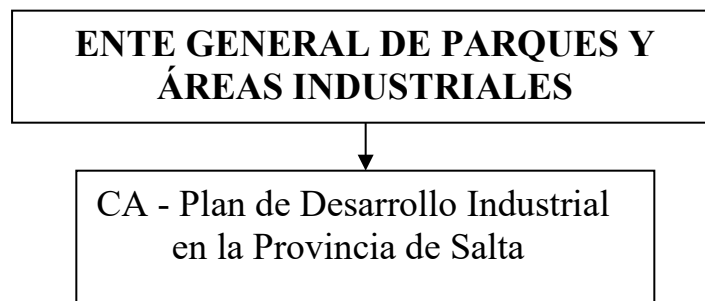 ENTE GENERAL DE PARQUES Y
ÁREAS INDUSTRIALES
CA - Plan de Desarrollo Industrial
en la Provincia de Salta